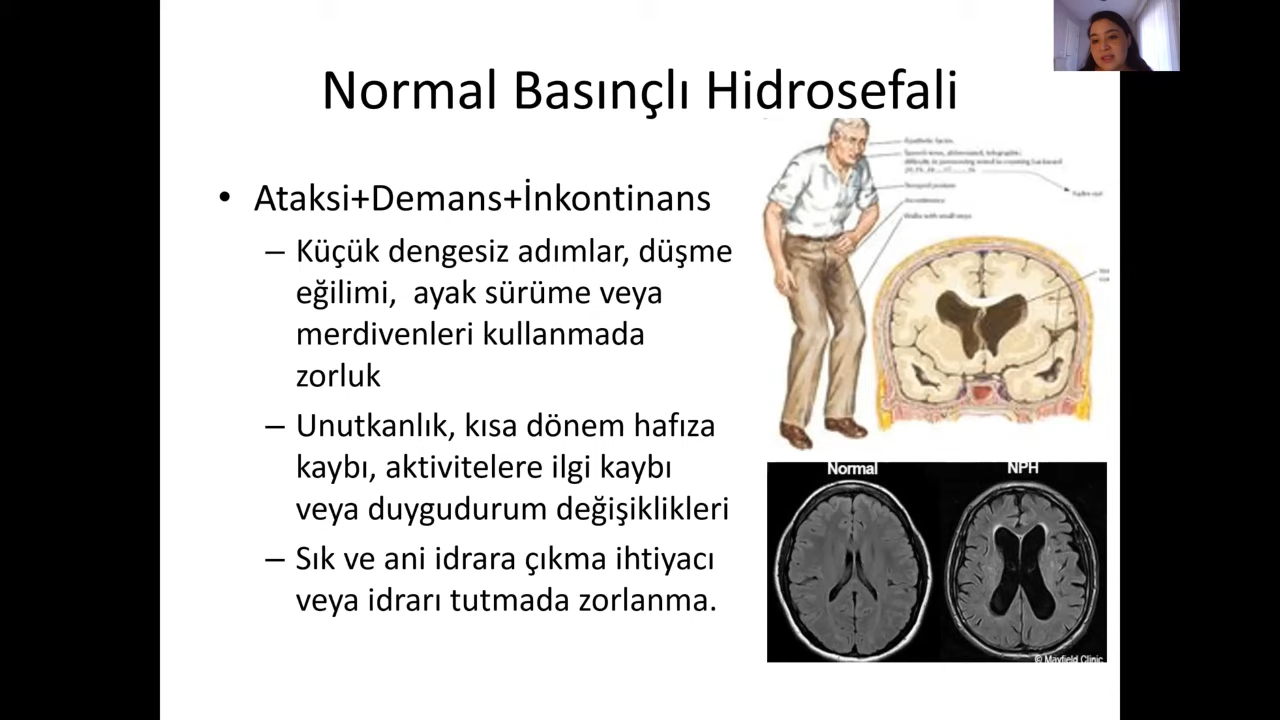 Normal Basınçlı Hidrosefali
• Ataksi+Demans+İnkontinans
– Küçük dengesiz adımlar, düşme
eğilimi, ayak sürüme veya
merdivenleri kullanmada
zorluk
– Unutkanlık, kısa dönem hafıza
kaybı, aktivitelere ilgi kaybı
veya duygudurum değişiklikleri
– Sık ve ani idrara çıkma ihtiyacı
veya idrarı tutmada zorlanma.
Normal
NPH
© Mayfield Clinic